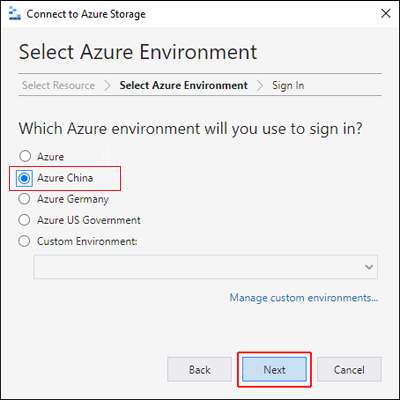 Connect to Azure Storage
Select Azure Environment
Select Resource Select Azure Environment Sign In
Which Azure environment will you use to sign in?
Azure
Azure China
Azure Germany
Azure US Government
Custom Environment:
Manage custom environments...
Back Next Cancel